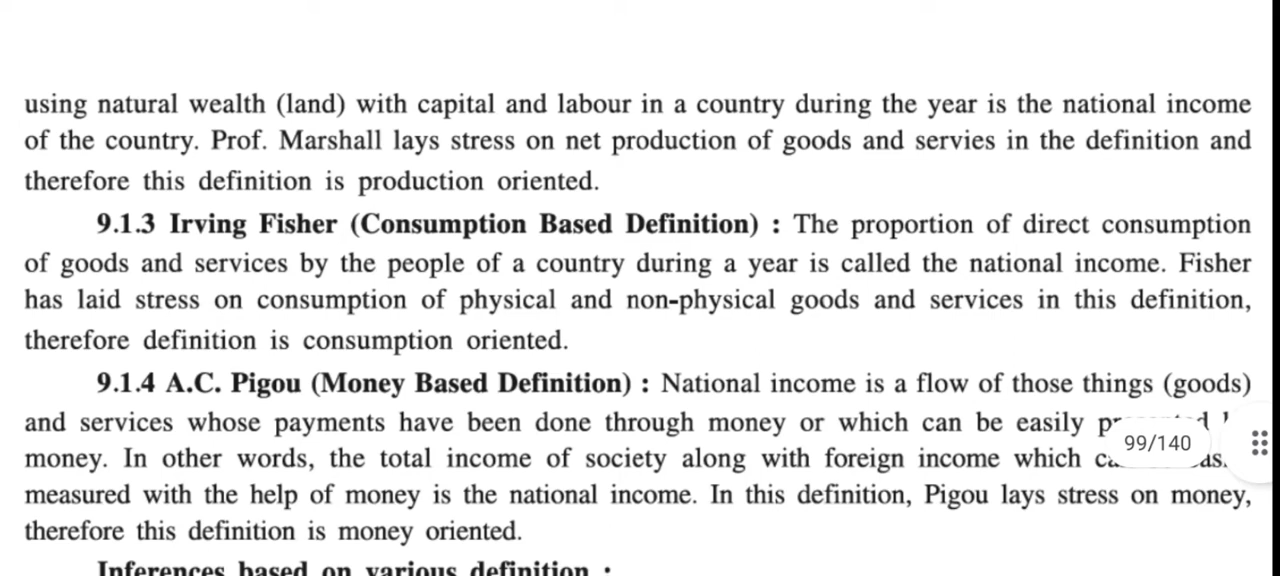 using natural wealth (land) with capital and labour in a country during the year is the national income
of the country. Prof. Marshall lays stress on net production of goods and servies in the definition and
therefore this definition is production oriented.
9.1.3 Irving Fisher (Consumption Based Definition) : The proportion of direct consumption
of goods and services by the people of a country during a year is called the national income. Fisher
has laid stress on consumption of physical and non-physical goods and services in this definition,
therefore definition is consumption oriented.
9.1.4 A.C. Pigou (Money Based Definition) : National income is a flow of those things (goods)
and services whose payments have been done through money or which can be easily
99/140
money. In other words, the total income of society along with foreign income which
measured with the help of money is the national income. In this definition, Pigou lays stress on money,
therefore this definition is money oriented.
Inferences based on various definition :